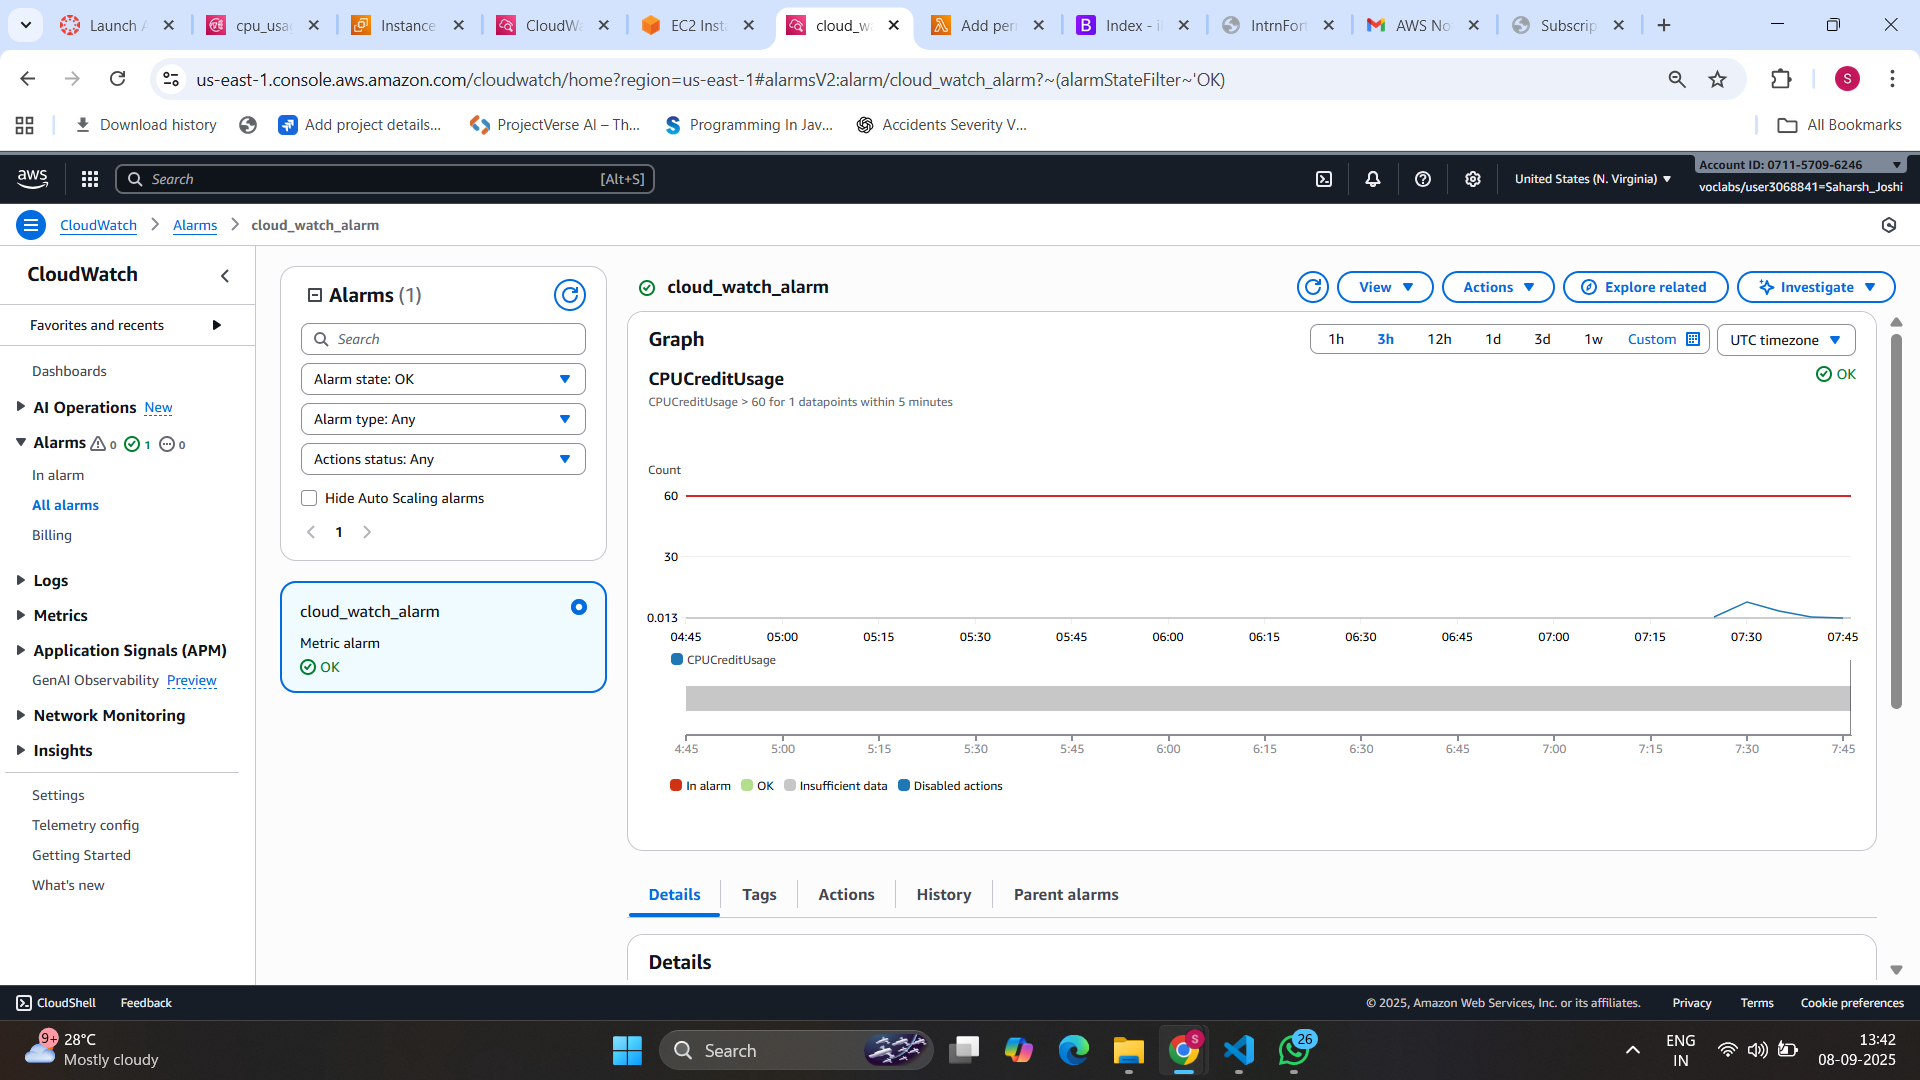 Launch A
cpu_usa
Instance
CloudWa
EC2 Inst
cloud_w
Add per
Index - i
IntrnFort
AWS No
Subscrip
us-east-1.console.aws.amazon.com/cloudwatch/home?region=us-east-1#alarmsV2:alarm/cloud_watch_alarm?~(alarmStateFilter~'OK)
S
Download history
Add project details...
ProjectVerse AI – Th...
Programming In Jav...
Accidents Severity V...
All Bookmarks
aws
Search
[Alt+S]
United States (N. Virginia)
Account ID: 0711-5709-6246
voclabs/user3068841=Saharsh_Joshi
CloudWatch
Alarms
cloud_watch_alarm
CloudWatch
Favorites and recents
Dashboards
AI Operations New
Alarms 0 1 0
In alarm
All alarms
Billing
Logs
Metrics
Application Signals (APM)
GenAI Observability Preview
Network Monitoring
Insights
Settings
Telemetry config
Getting Started
What's new
Alarms (1)
Search
Alarm state: OK
Alarm type: Any
Actions status: Any
Hide Auto Scaling alarms
1
cloud_watch_alarm
Metric alarm
OK
cloud_watch_alarm
View
Actions
Explore related
Investigate
Graph
1h 3h 12h 1d 3d 1w Custom
UTC timezone
CPUCreditUsage
OK
CPUCreditUsage > 60 for 1 datapoints within 5 minutes
Count
60
30
0.013
04:45 05:00 05:15 05:30 05:45 06:00 06:15 06:30 06:45 07:00 07:15 07:30 07:45
CPUCreditUsage
4:45 5:00 5:15 5:30 5:45 6:00 6:15 6:30 6:45 7:00 7:15 7:30 7:45
In alarm OK Insufficient data Disabled actions
Details
Tags
Actions
History
Parent alarms
Details
CloudShell
Feedback
© 2025, Amazon Web Services, Inc. or its affiliates.
Privacy
Terms
Cookie preferences
9+
28°C
Mostly cloudy
Search
S
26
ENG
IN
13:42
08-09-2025